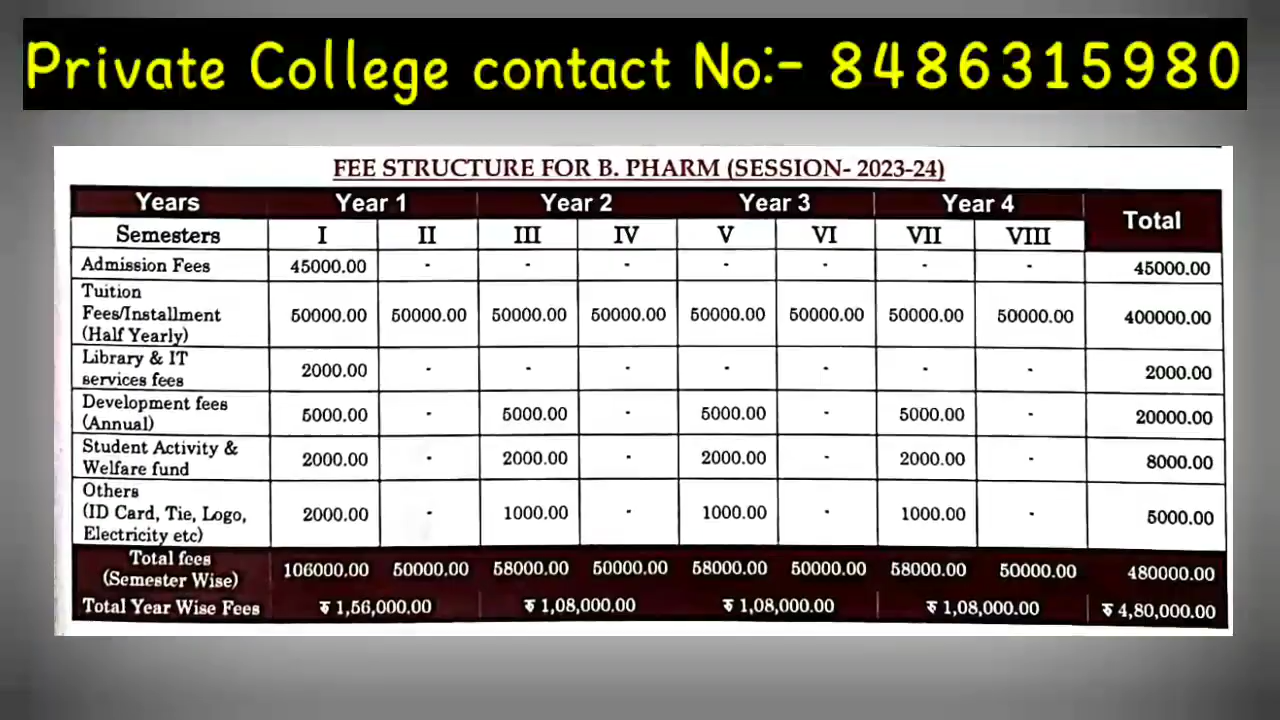 Private College contact No:- 8486315980
FEE STRUCTURE FOR B. PHARM (SESSION- 2023-24)
Years Year 1 Year 2 Year 3 Year 4 Total
Semesters I II III IV V VI VII VIII
Admission Fees 45000.00 - - - - - - - 45000.00
Tuition
Fees/Installment 50000.00 50000.00 50000.00 50000.00 50000.00 50000.00 50000.00 50000.00 400000.00
(Half Yearly)
Library & IT
services fees 2000.00 - - - - - - - 2000.00
Development fees
(Annual) 5000.00 - 5000.00 - 5000.00 - 5000.00 - 20000.00
Student Activity &
Welfare fund 2000.00 - 2000.00 - 2000.00 - 2000.00 - 8000.00
Others
(ID Card, Tie, Logo, 2000.00 - 1000.00 - 1000.00 - 1000.00 - 5000.00
Electricity etc)
Total fees
(Semester Wise) 106000.00 50000.00 58000.00 50000.00 58000.00 50000.00 58000.00 50000.00 480000.00
Total Year Wise Fees रु 1,56,000.00 रु 1,08,000.00 रु 1,08,000.00 रु 1,08,000.00 रु 4,80,000.00